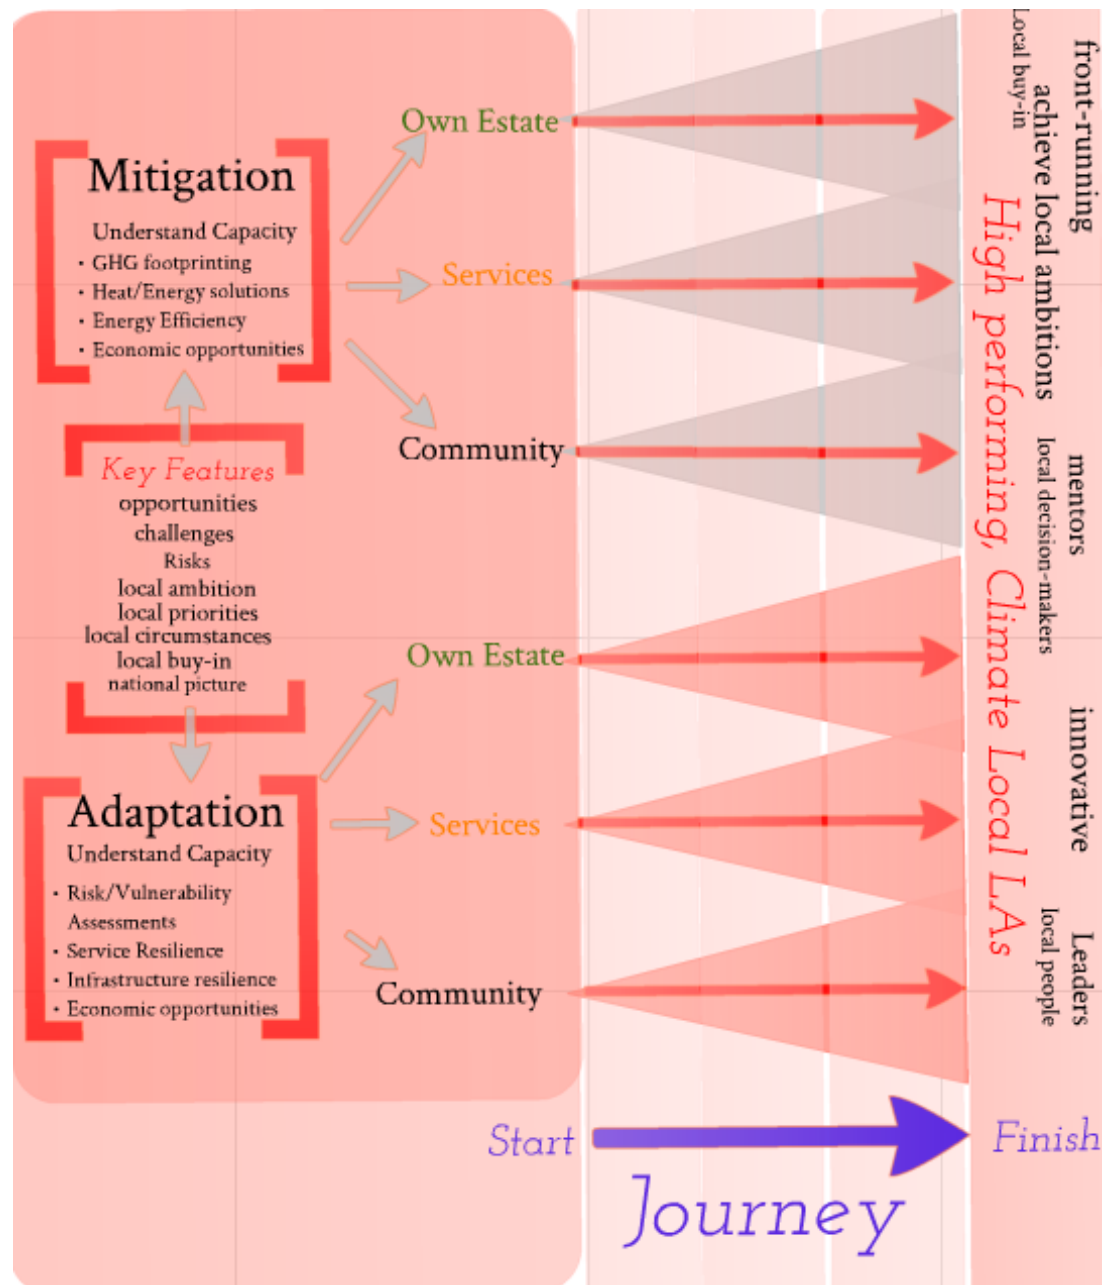 Mitigation
Understand Capacity
• GHG footprinting
• Heat/Energy solutions
• Energy Efficiency
• Economic opportunities
Key Features
opportunities
challenges
Risks
local ambition
local priorities
local circumstances
local buy-in
national picture
Adaptation
Understand Capacity
• Risk/Vulnerability
Assessments
• Service Resilience
• Infrastructure resilience
• Economic opportunities
Own Estate
Services
Community
Own Estate
Services
Community
High performing, Climate Local LAs
front-running
achieve local ambitions
Local buy-in
mentors
local decision-makers
innovative
Leaders
local people
Start
Finish
Journey